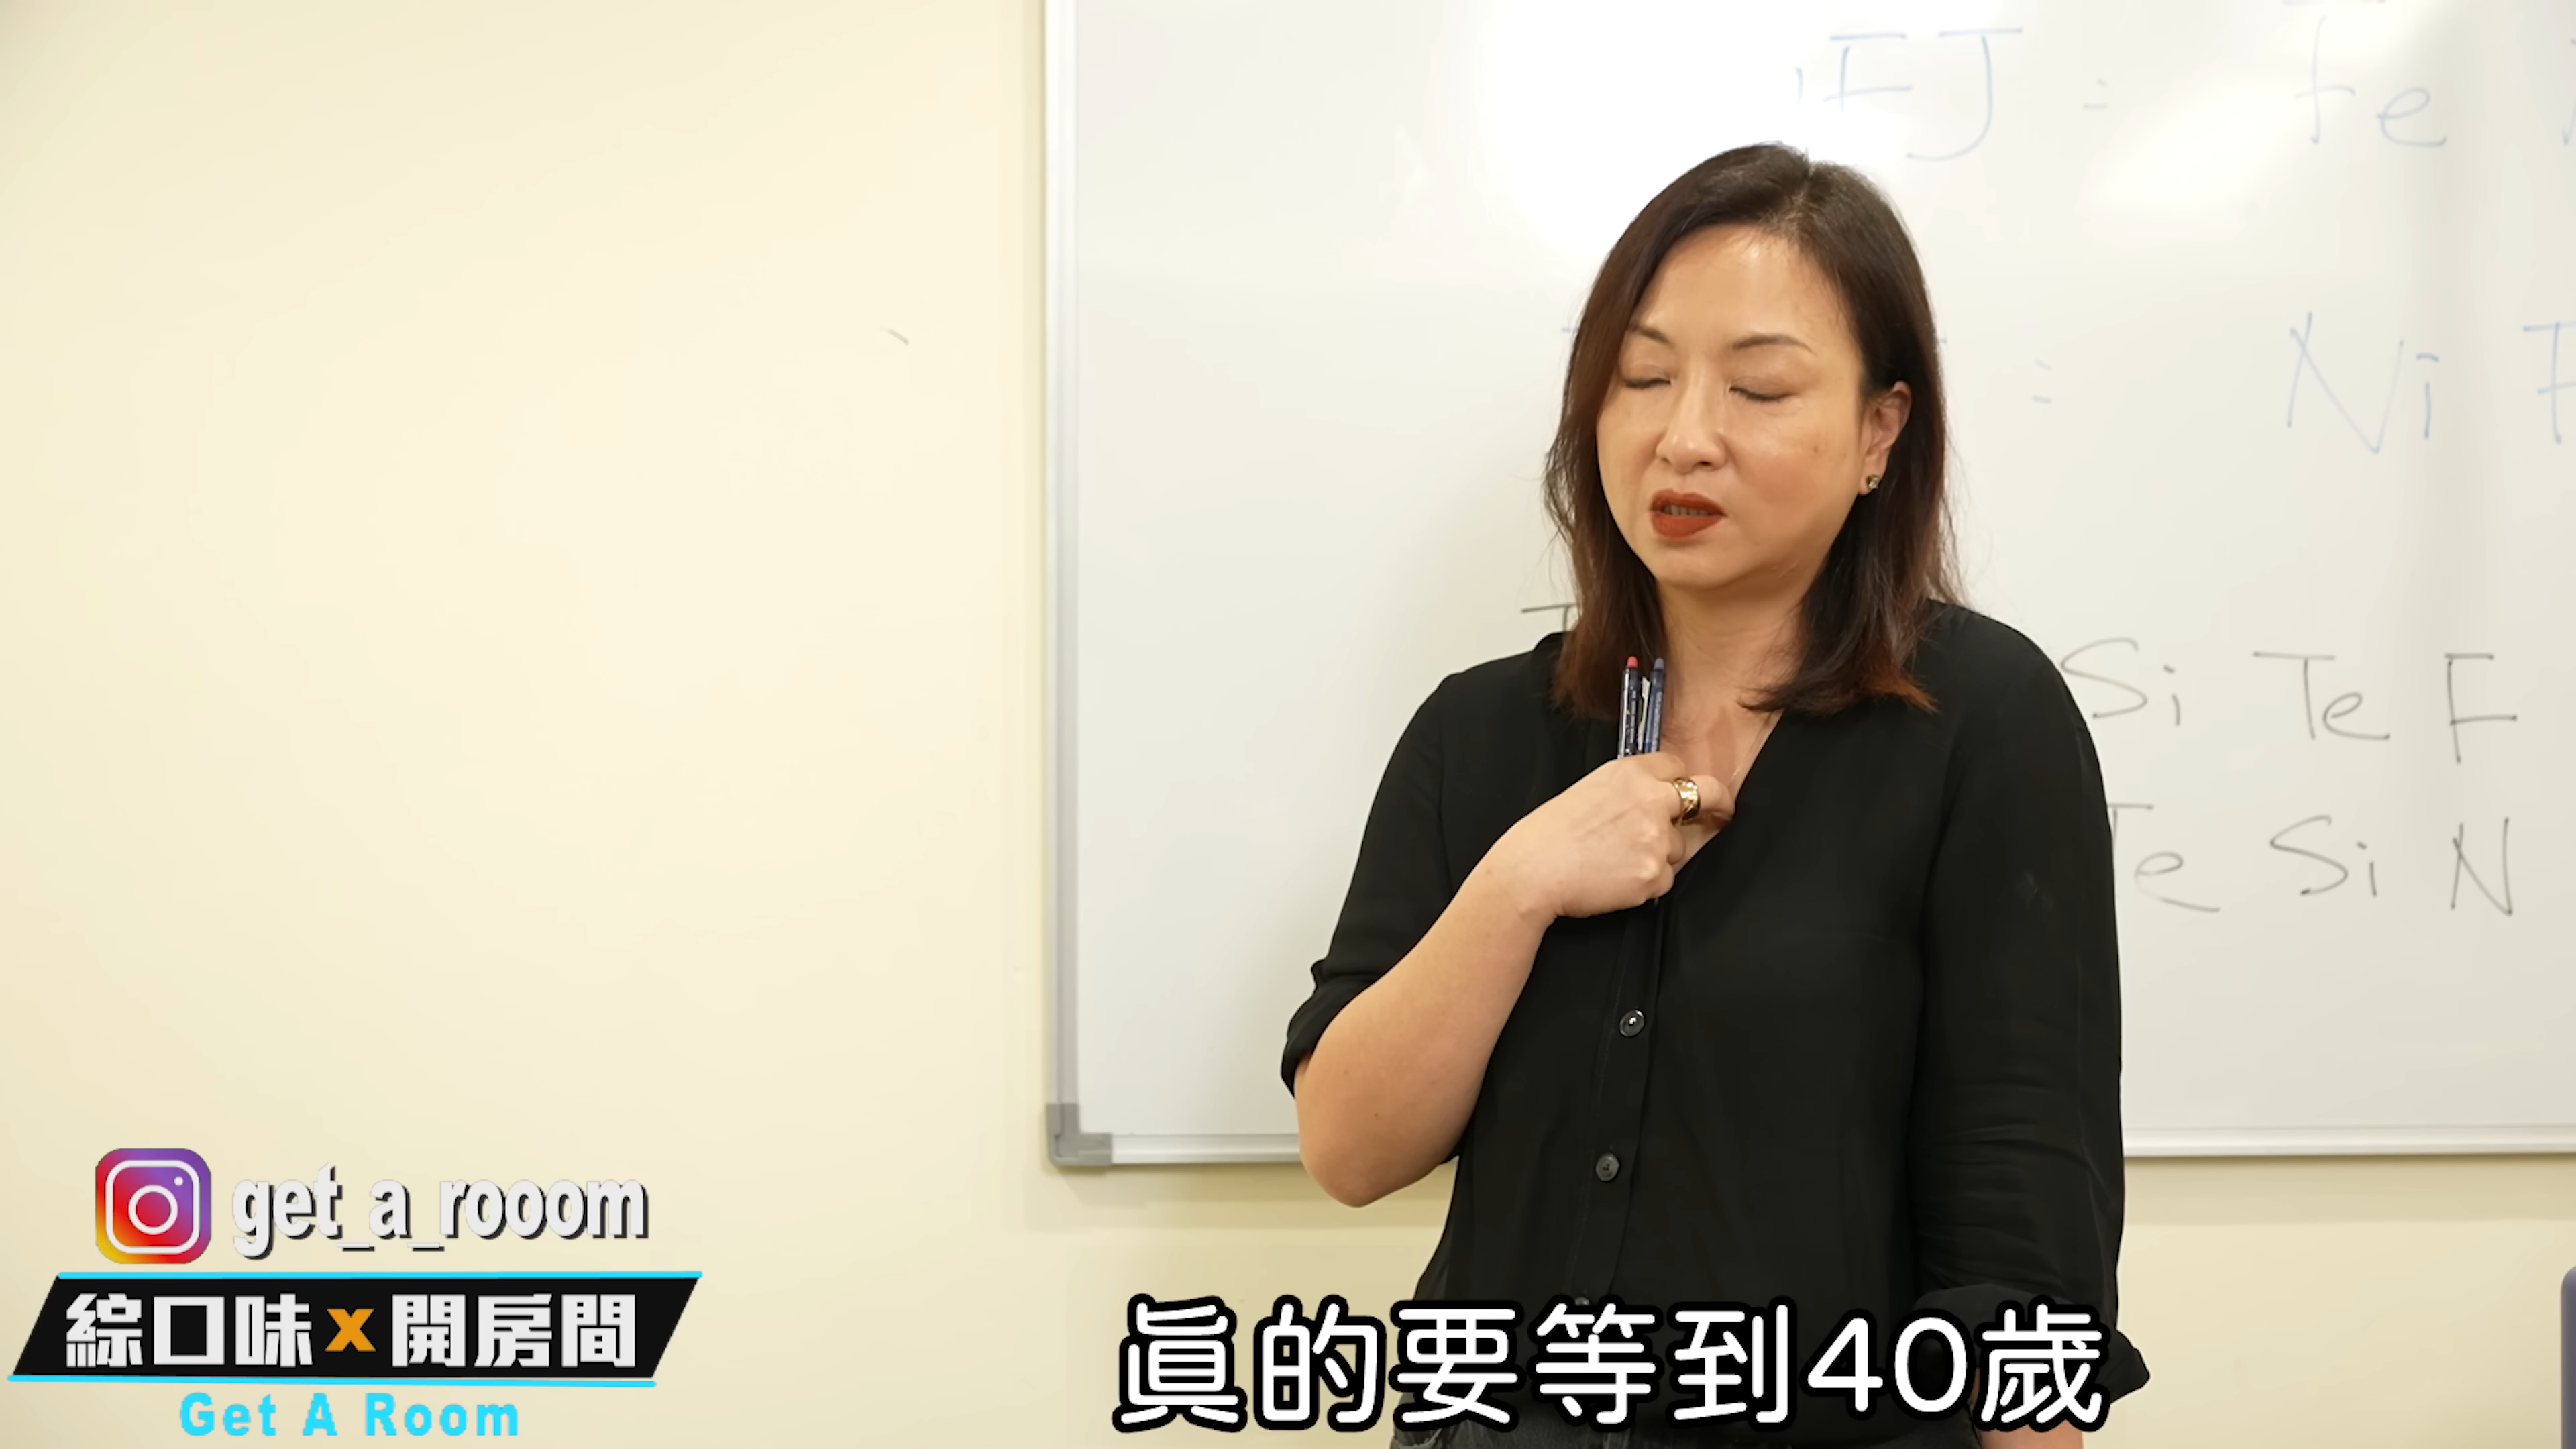 FJ = Fe
= Ni F
Si Te F
Te Si N
get_a_rooom
綜口味x開房間
Get A Room
真的要等到40歲